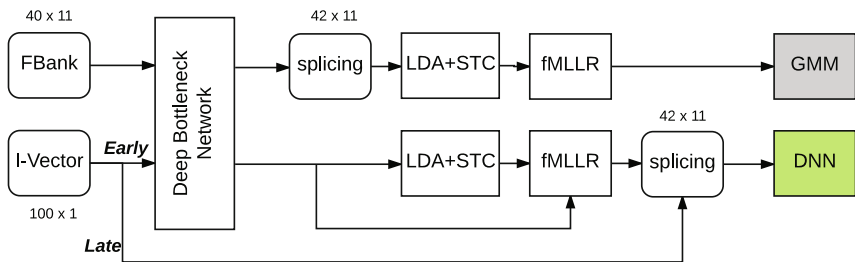 40 x 11
42 x 11
FBank
Deep Bottleneck
Network
splicing
LDA+STC
fMLLR
GMM
42 x 11
I-Vector
Early
LDA+STC
fMLLR
splicing
DNN
100 x 1
Late